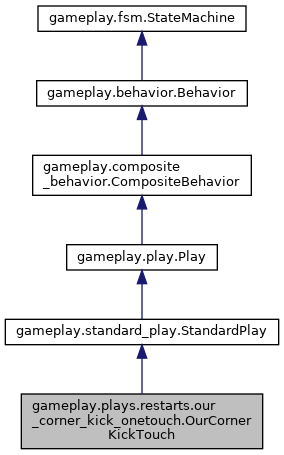 gameplay.fsm.StateMachine
gameplay.behavior.Behavior
gameplay.composite
_behavior.CompositeBehavior
gameplay.play.Play
gameplay.standard_play.StandardPlay
gameplay.plays.restarts.our
_corner_kick_onetouch.OurCorner
KickTouch